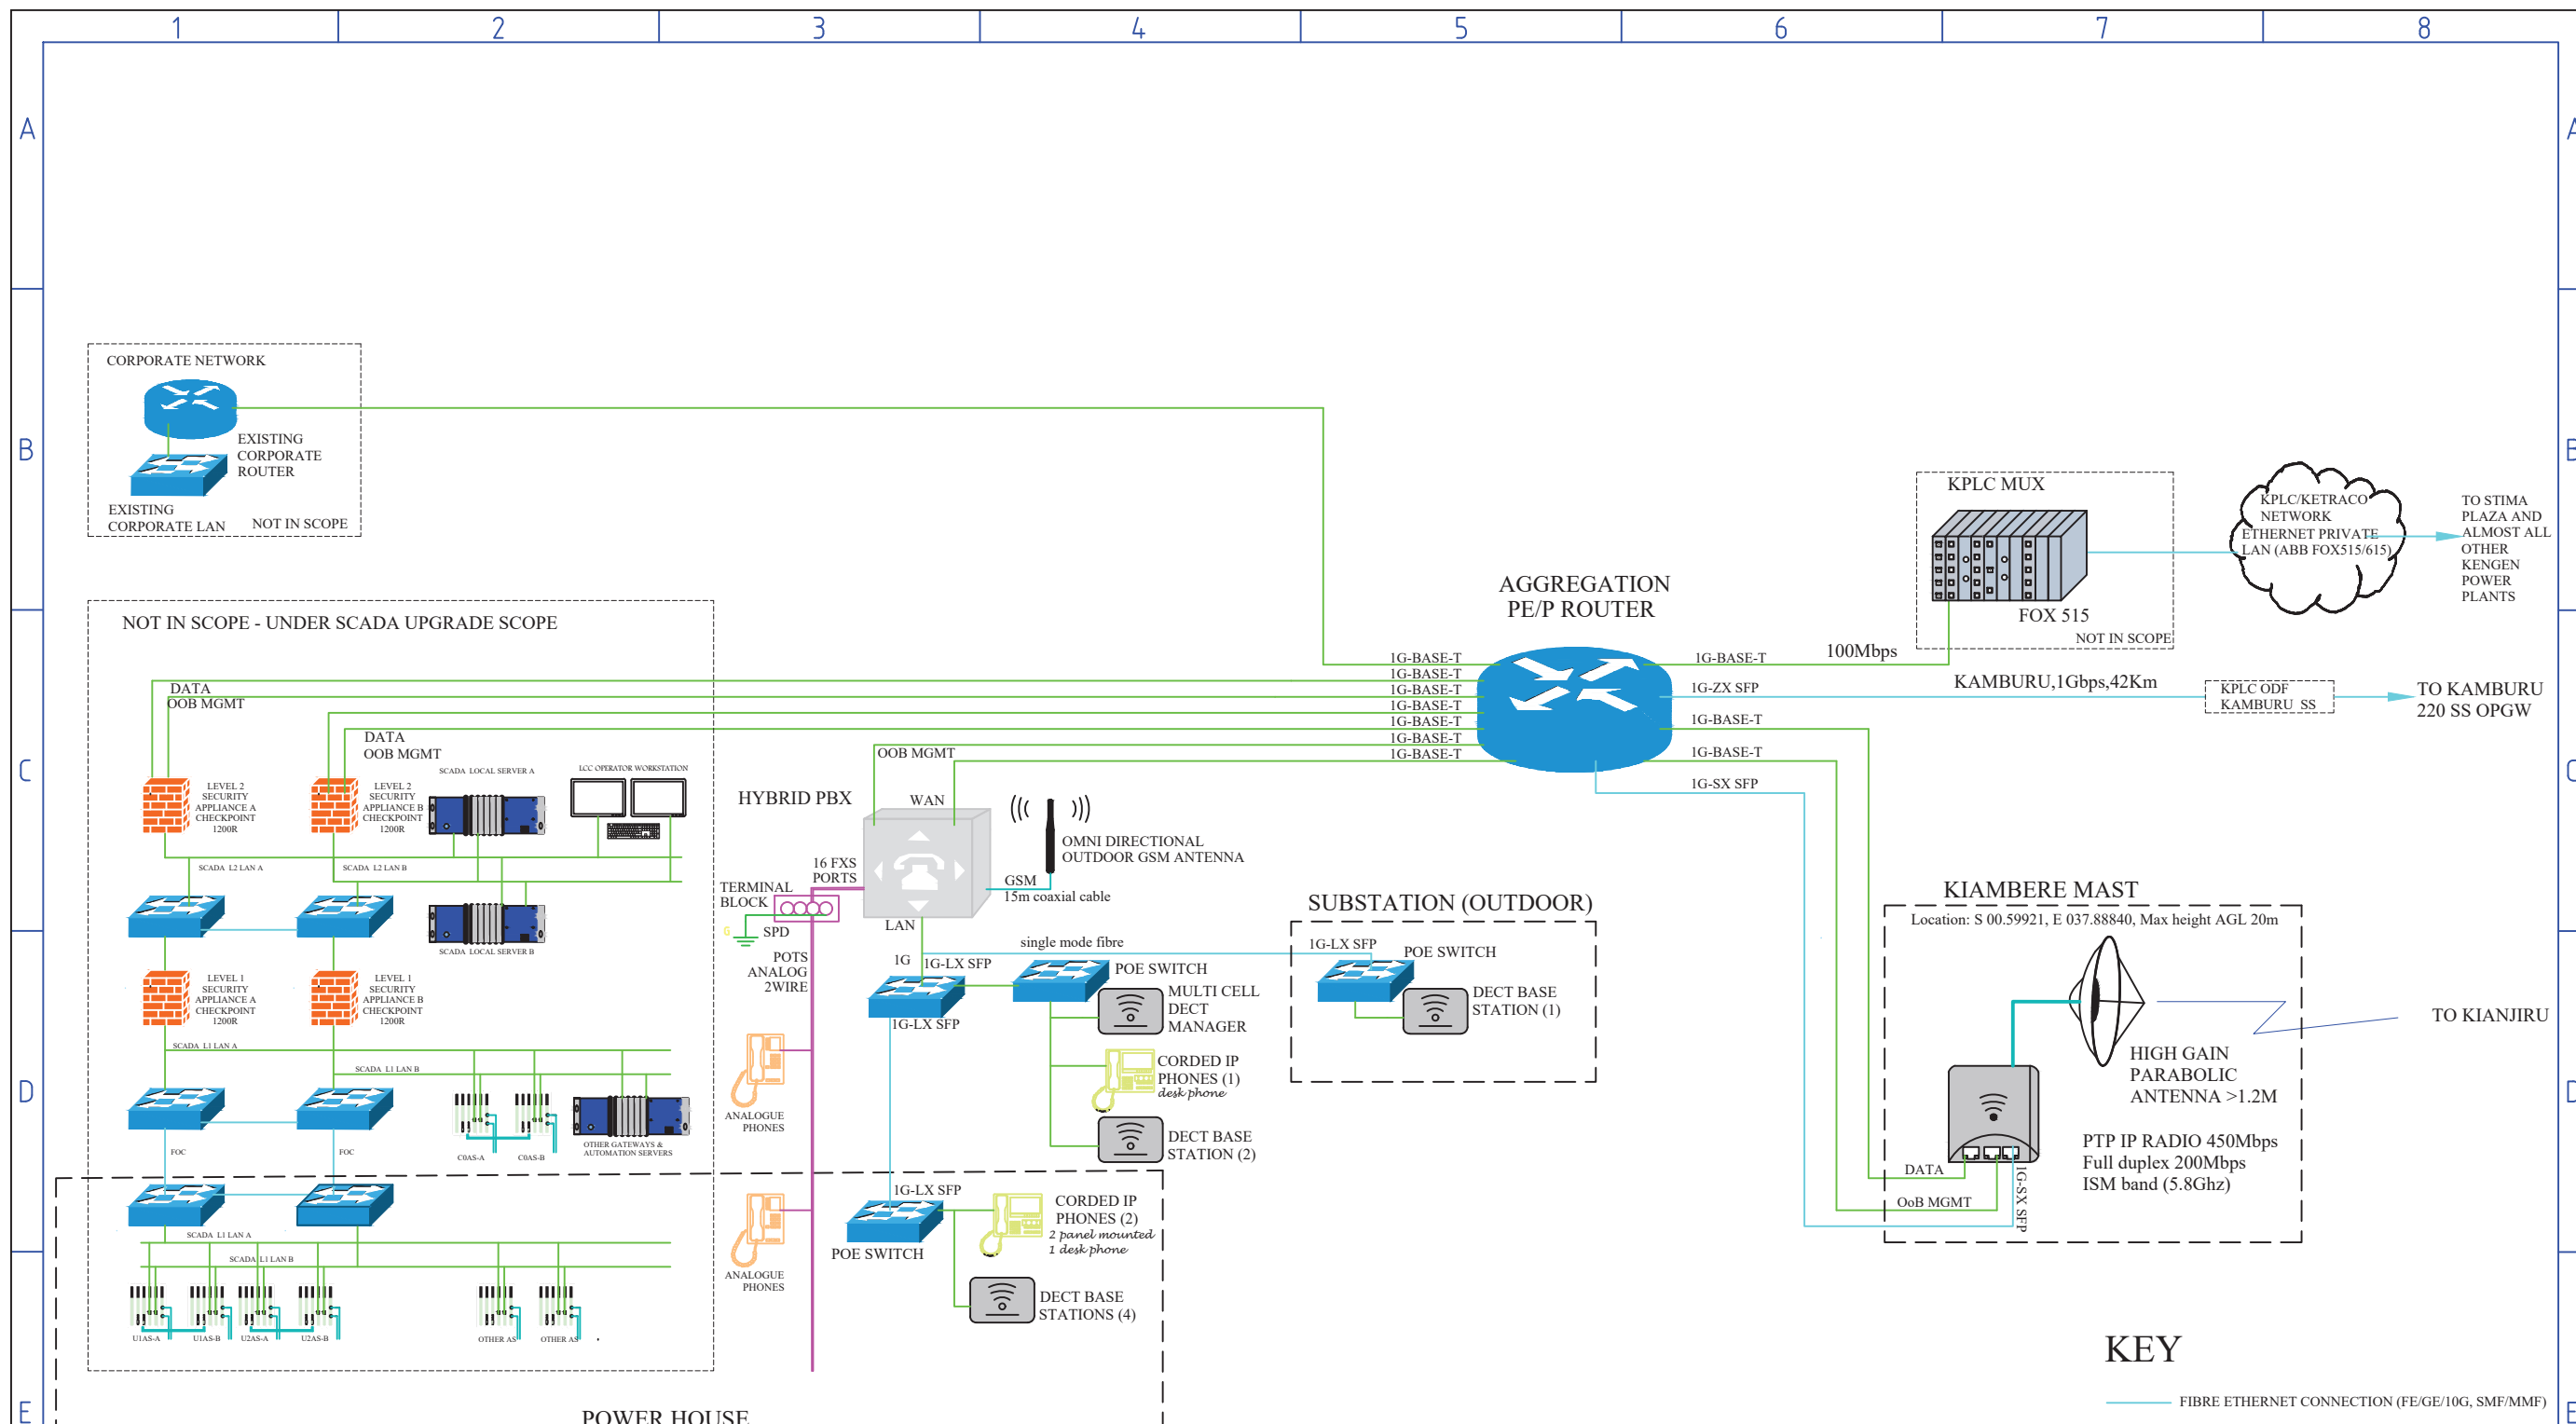 1 2 3 4 5 6 7 8
A
A
CORPORATE NETWORK
EXISTING
CORPORATE
ROUTER
EXISTING
CORPORATE LAN
NOT IN SCOPE
B
B
KPLC MUX
FOX 515
NOT IN SCOPE
KPLC/KETRACO
NETWORK
ETHERNET PRIVATE
LAN (ABB FOX515/615)
TO STIMA
PLAZA AND
ALMOST ALL
OTHER
KENGEN
POWER
PLANTS
AGGREGATION
PE/P ROUTER
NOT IN SCOPE - UNDER SCADA UPGRADE SCOPE
1G-BASE-T
1G-BASE-T
1G-BASE-T
1G-BASE-T
1G-BASE-T
1G-BASE-T
1G-BASE-T
1G-BASE-T
100Mbps
1G-ZX SFP
KAMBURU,1Gbps,42Km
KPLC ODF
KAMBURU SS
TO KAMBURU
220 SS OPGW
1G-BASE-T
1G-BASE-T
1G-SX SFP
DATA
OOB MGMT
DATA
OOB MGMT
OOB MGMT
C
C
LEVEL 2
SECURITY
APPLIANCE A
CHECKPOINT
1200R
LEVEL 2
SECURITY
APPLIANCE B
CHECKPOINT
1200R
SCADA LOCAL SERVER A
LCC OPERATOR WORKSTATION
SCADA L2 LAN A
SCADA L2 LAN B
SCADA LOCAL SERVER B
HYBRID PBX
WAN
OMNI DIRECTIONAL
OUTDOOR GSM ANTENNA
16 FXS
PORTS
GSM
15m coaxial cable
TERMINAL
BLOCK
G
SPD
LAN
POTS
ANALOG
2WIRE
single mode fibre
1G
1G-LX SFP
1G-LX SFP
POE SWITCH
MULTI CELL
DECT
MANAGER
SUBSTATION (OUTDOOR)
1G-LX SFP
POE SWITCH
DECT BASE
STATION (1)
KIAMBERE MAST
Location: S 00.59921, E 037.88840, Max height AGL 20m
TO KIANJIRU
HIGH GAIN
PARABOLIC
ANTENNA >1.2M
PTP IP RADIO 450Mbps
Full duplex 200Mbps
ISM band (5.8Ghz)
DATA
OoB MGMT
1G-SX SFP
LEVEL 1
SECURITY
APPLIANCE A
CHECKPOINT
1200R
LEVEL 1
SECURITY
APPLIANCE B
CHECKPOINT
1200R
SCADA L1 LAN A
SCADA L1 LAN B
D
D
ANALOGUE
PHONES
CORDED IP
PHONES (1)
desk phone
DECT BASE
STATION (2)
FOC
FOC
C0AS-A
C0AS-B
OTHER GATEWAYS &
AUTOMATION SERVERS
1G-LX SFP
CORDED IP
PHONES (2)
2 panel mounted
1 desk phone
POE SWITCH
ANALOGUE
PHONES
DECT BASE
STATIONS (4)
SCADA L1 LAN A
SCADA L1 LAN B
U1AS-A
U1AS-B
U2AS-A
U2AS-B
OTHER AS
OTHER AS
KEY
FIBRE ETHERNET CONNECTION (FE/GE/10G, SMF/MMF)
E
E
POWER HOUSE